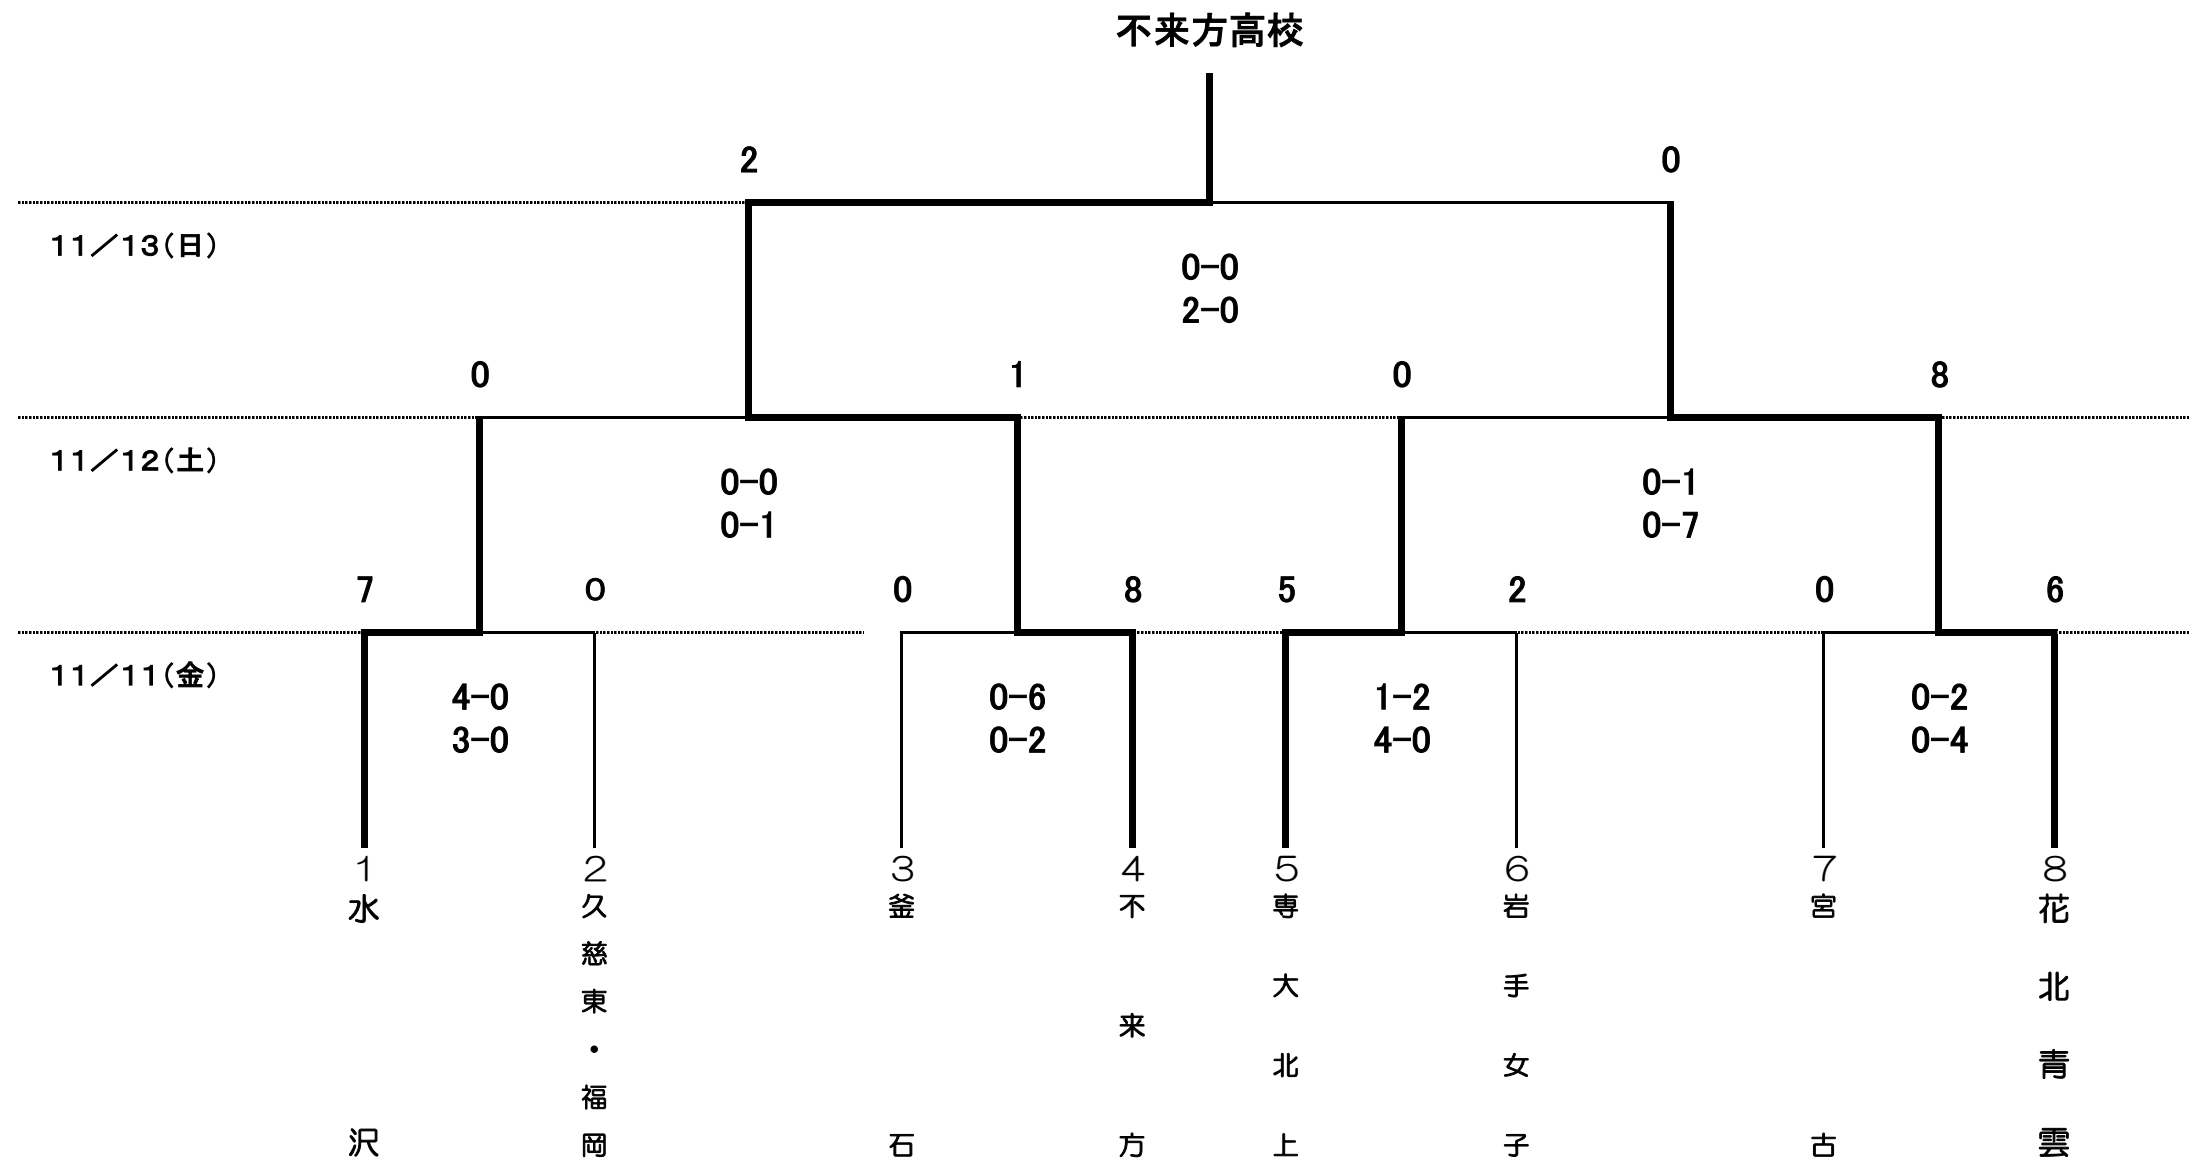 不来方高校
2 0
11／13(日)
0-0
2-0
0 1 0 8
11／12(土)
0-0 0-1
0-1 0-7
7 0 0 8 5 2 0 6
11／11(金)
4-0 0-6 1-2 0-2
3-0 0-2 4-0 0-4
1 2 3 4 5 6 7 8
水沢
久慈東・福岡
釜石
不来方
専大北上
岩手女子
宮古
花北青雲